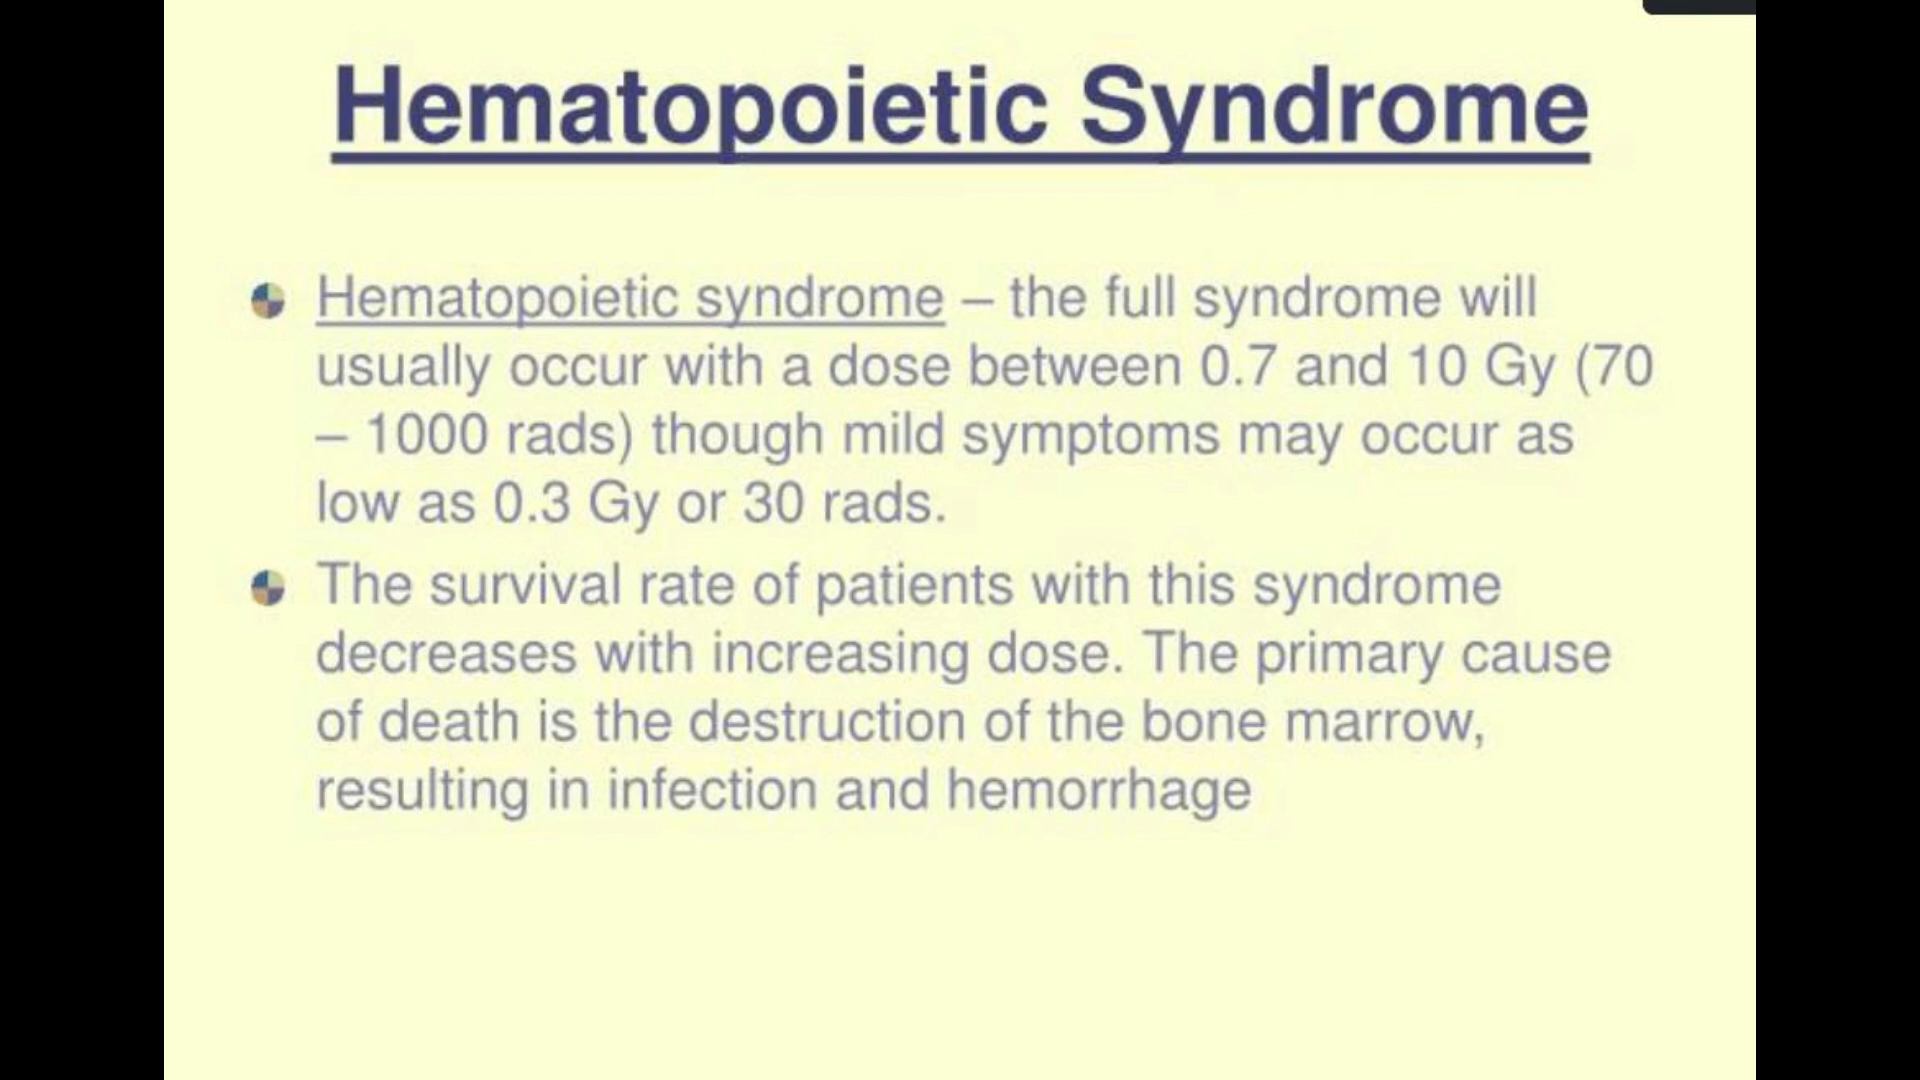 Hematopoietic Syndrome
Hematopoietic syndrome – the full syndrome will
usually occur with a dose between 0.7 and 10 Gy (70
– 1000 rads) though mild symptoms may occur as
low as 0.3 Gy or 30 rads.
The survival rate of patients with this syndrome
decreases with increasing dose. The primary cause
of death is the destruction of the bone marrow,
resulting in infection and hemorrhage